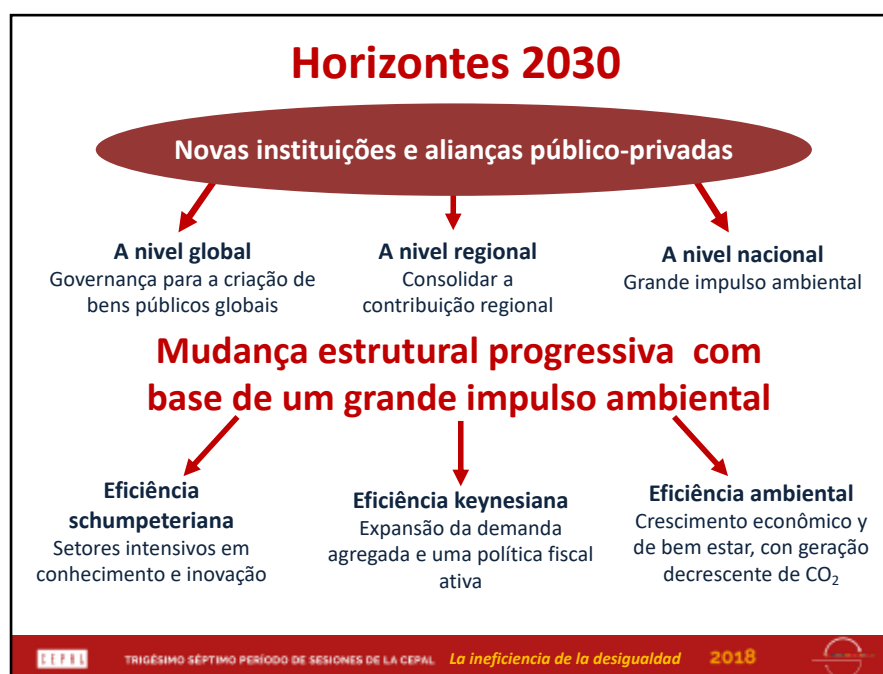 Horizontes 2030
Novas instituições e alianças público-privadas
A nivel global
Governança para a criação de
bens públicos globais
A nivel regional
Consolidar a
contribuição regional
A nivel nacional
Grande impulso ambiental
Mudança estrutural progressiva com
base de um grande impulso ambiental
Eficiência
schumpeteriana
Setores intensivos em
conhecimento e inovação
Eficiência keynesiana
Expansão da demanda
agregada e uma política fiscal
ativa
Eficiência ambiental
Crescimento econômico y
de bem estar, con geração
decrescente de CO₂
CEPAL TRIGÉSIMO SÉPTIMO PERÍODO DE SESIONES DE LA CEPAL La ineficiencia de la desigualdad 2018